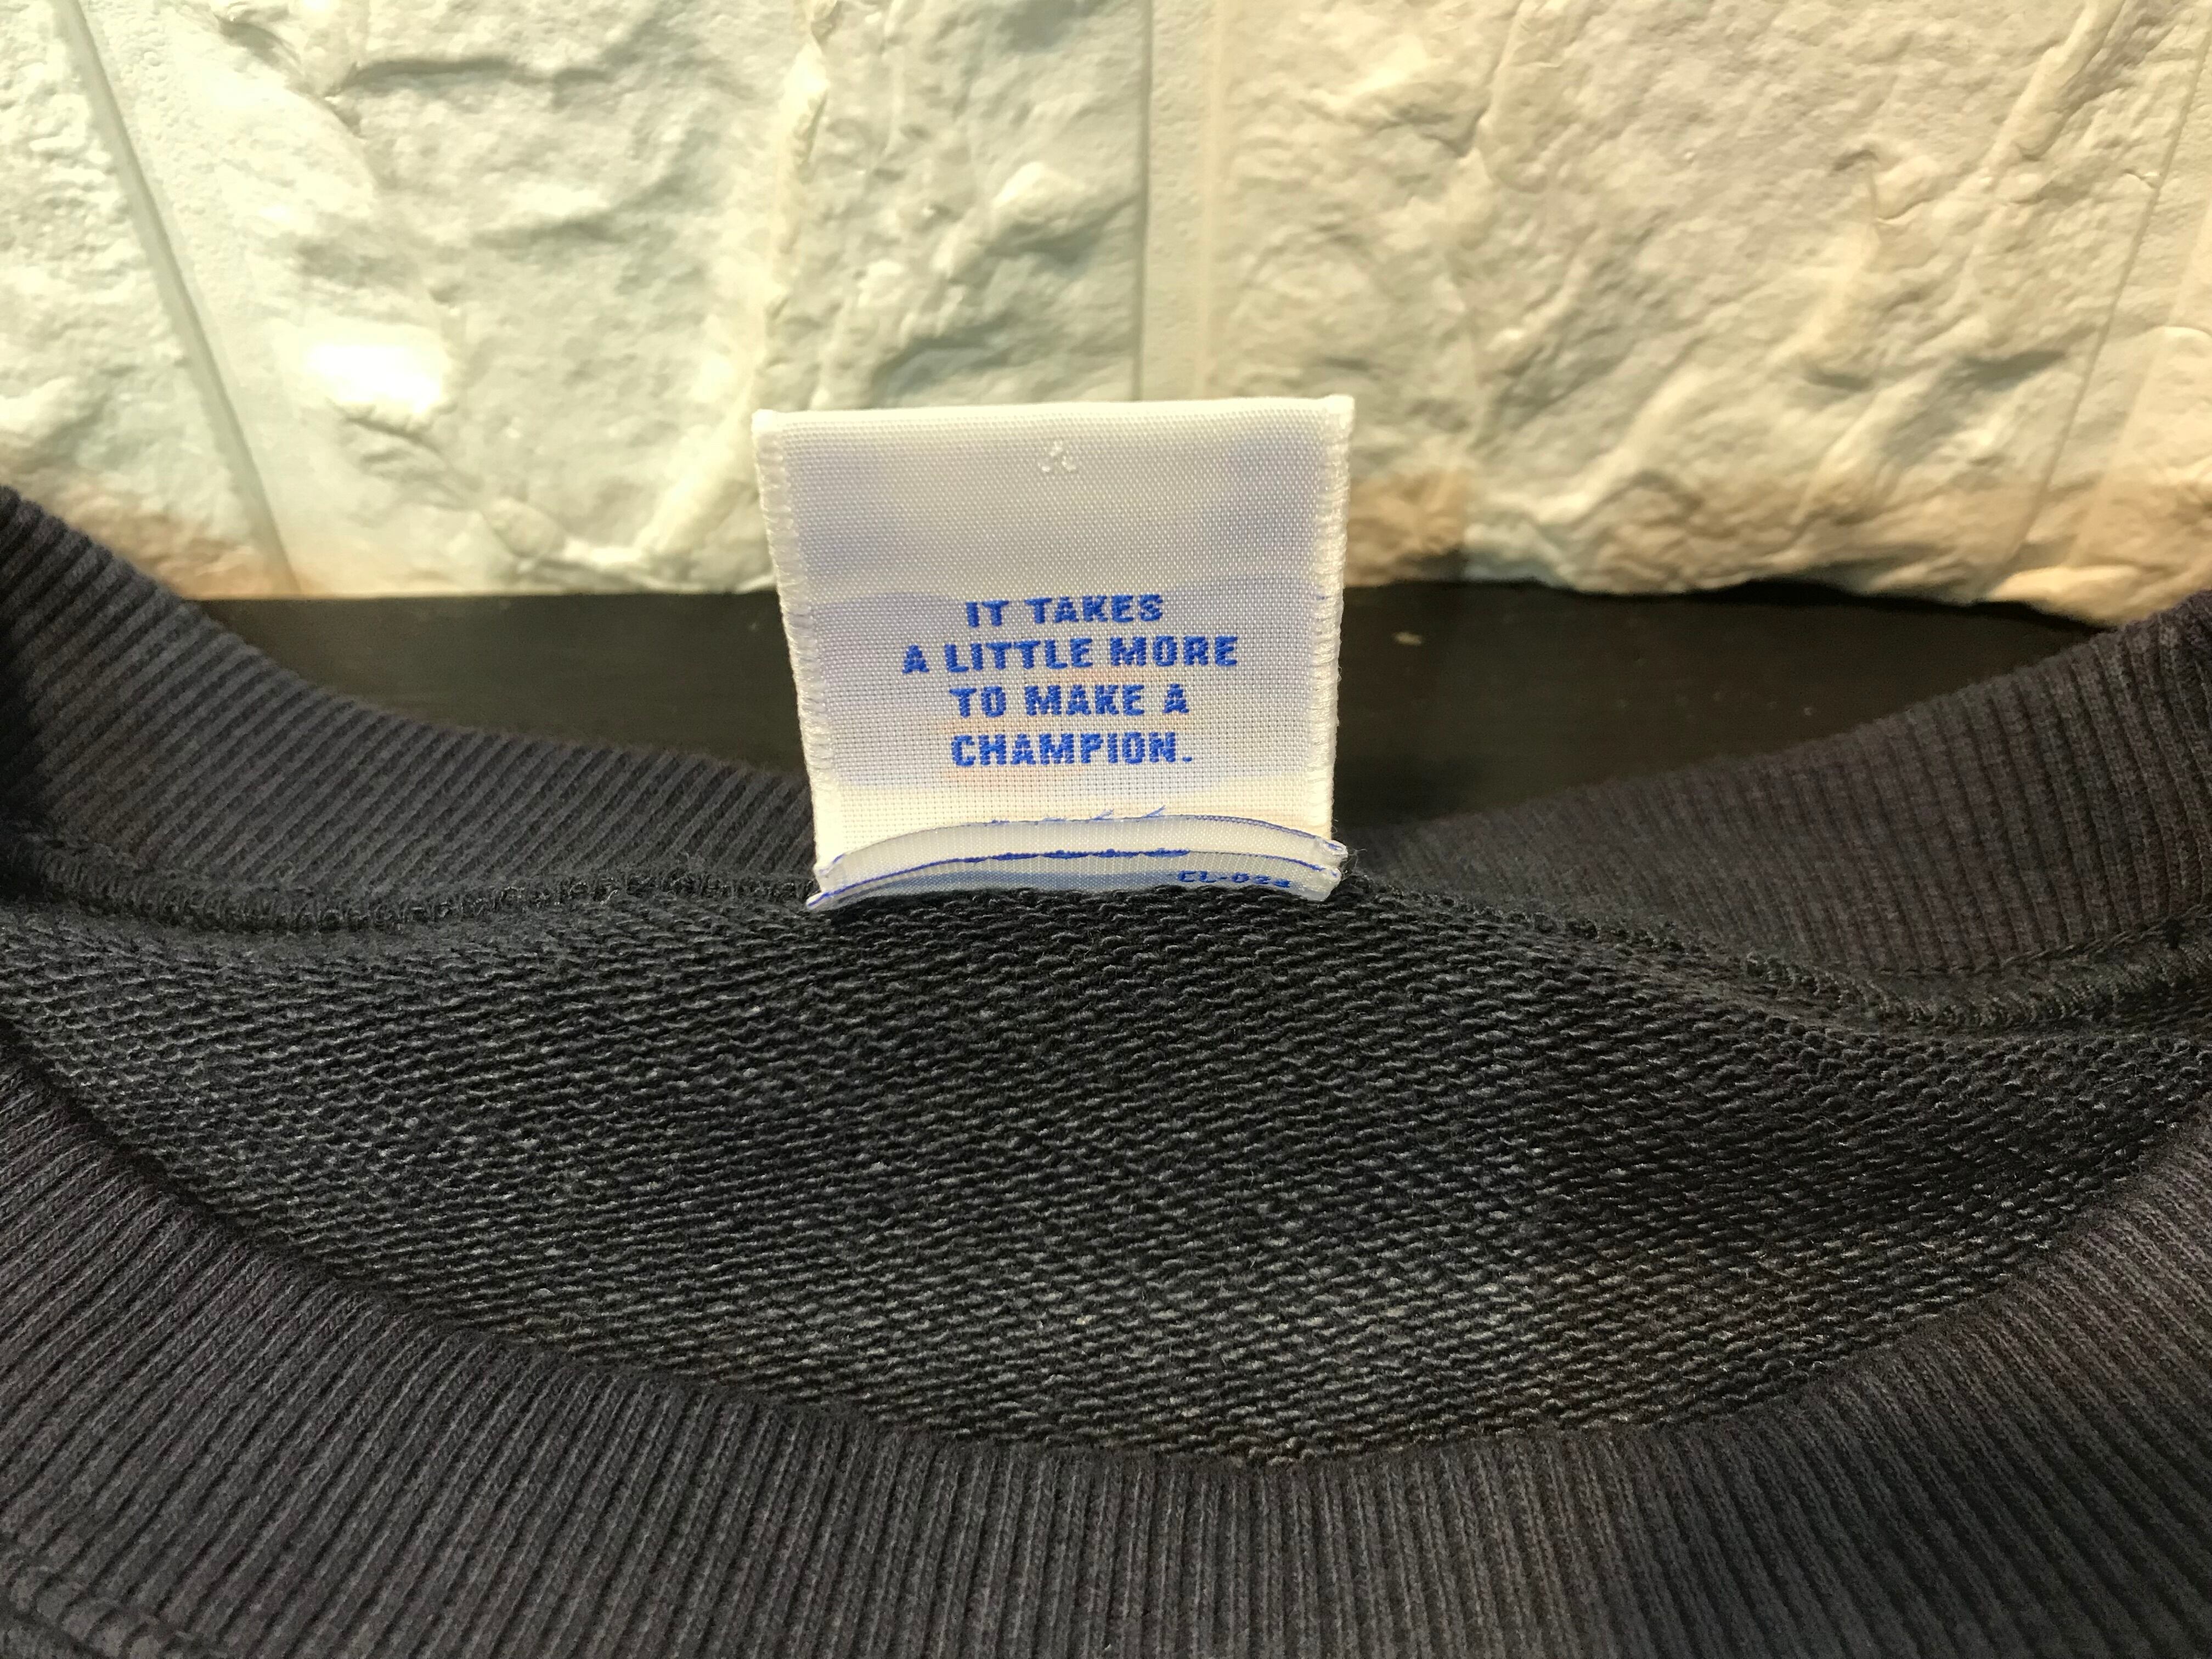 IT TAKES
A LITTLE MORE
TO MAKE A
CHAMPION.